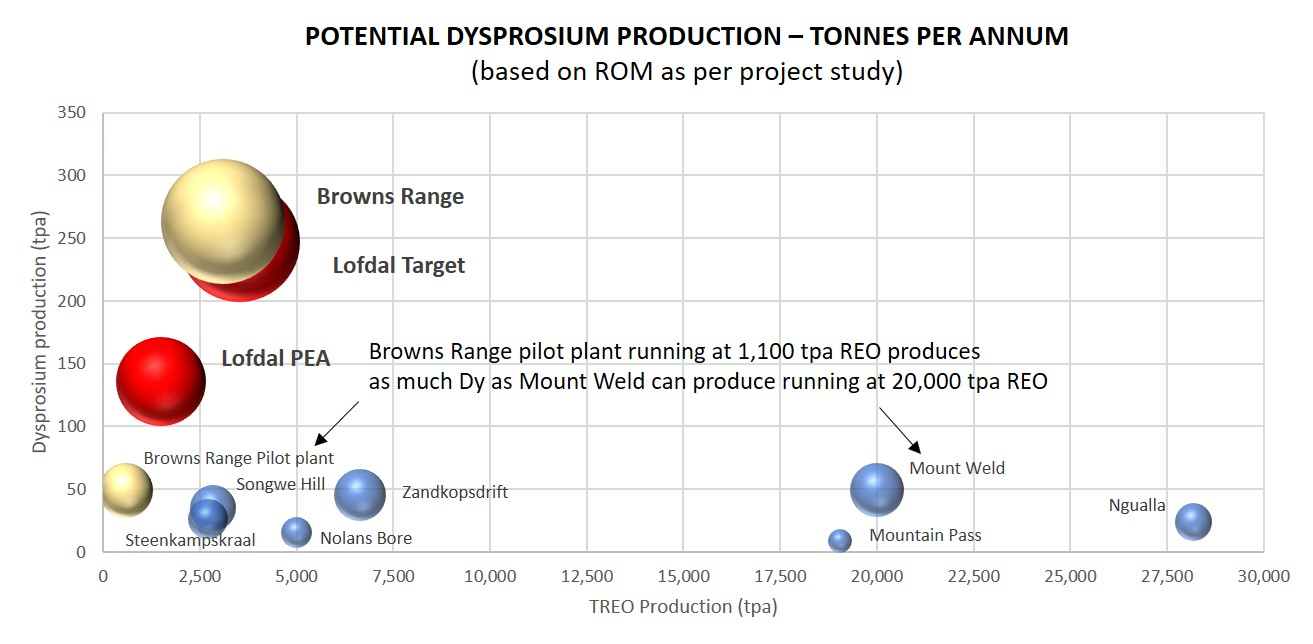 POTENTIAL DYSPROSIUM PRODUCTION – TONNES PER ANNUM
(based on ROM as per project study)
Dysprosium production (tpa)
350
300
250
200
150
100
50
0
Browns Range
Lofdal Target
Lofdal PEA
Browns Range pilot plant running at 1,100 tpa REO produces
as much Dy as Mount Weld can produce running at 20,000 tpa REO
Browns Range Pilot plant
Songwe Hill
Steenkampskraal
Zandkopsdrift
Nolans Bore
Mount Weld
Mountain Pass
Ngualla
0
2,500
5,000
7,500
10,000
12,500
15,000
17,500
20,000
22,500
25,000
27,500
30,000
TREO Production (tpa)